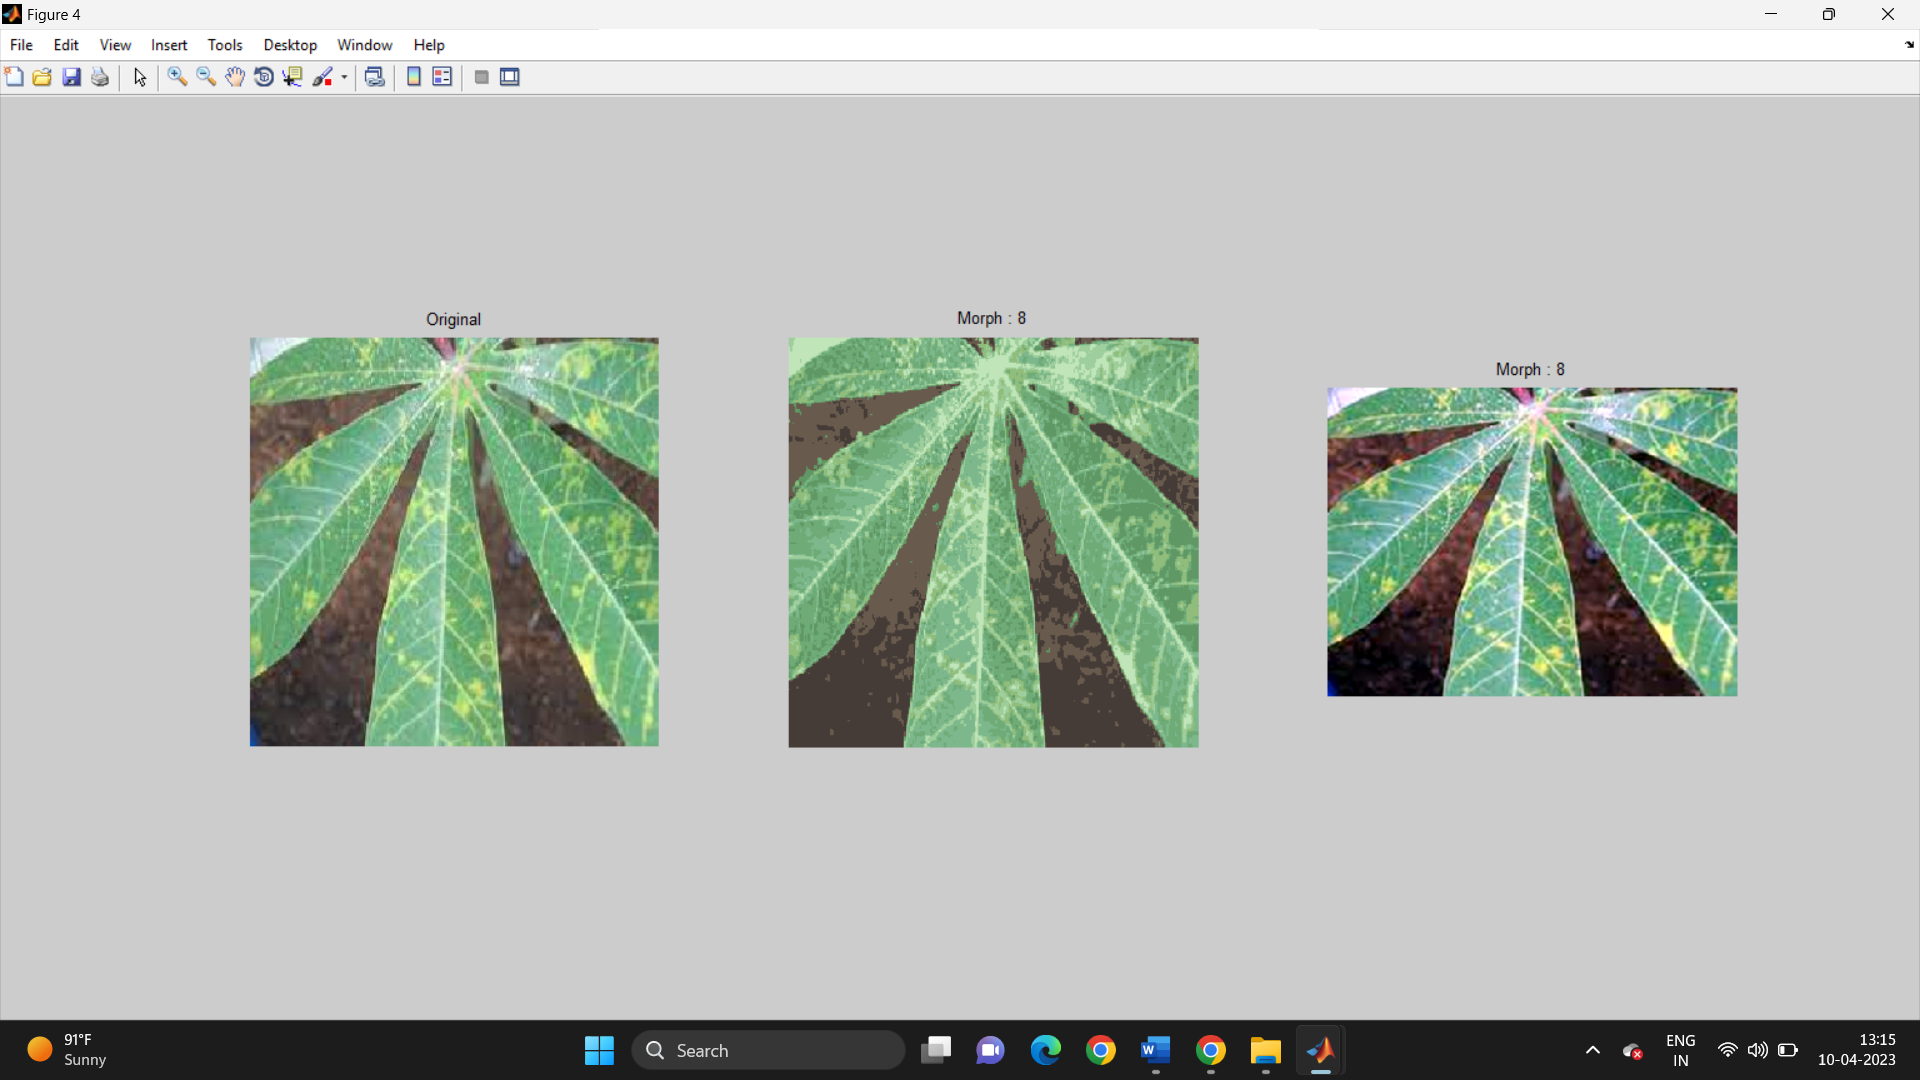 Figure 4
File Edit View Insert Tools Desktop Window Help
Original
Morph : 8
Morph : 8
91°F
Sunny
Search
W
ENG
IN
13:15
10-04-2023